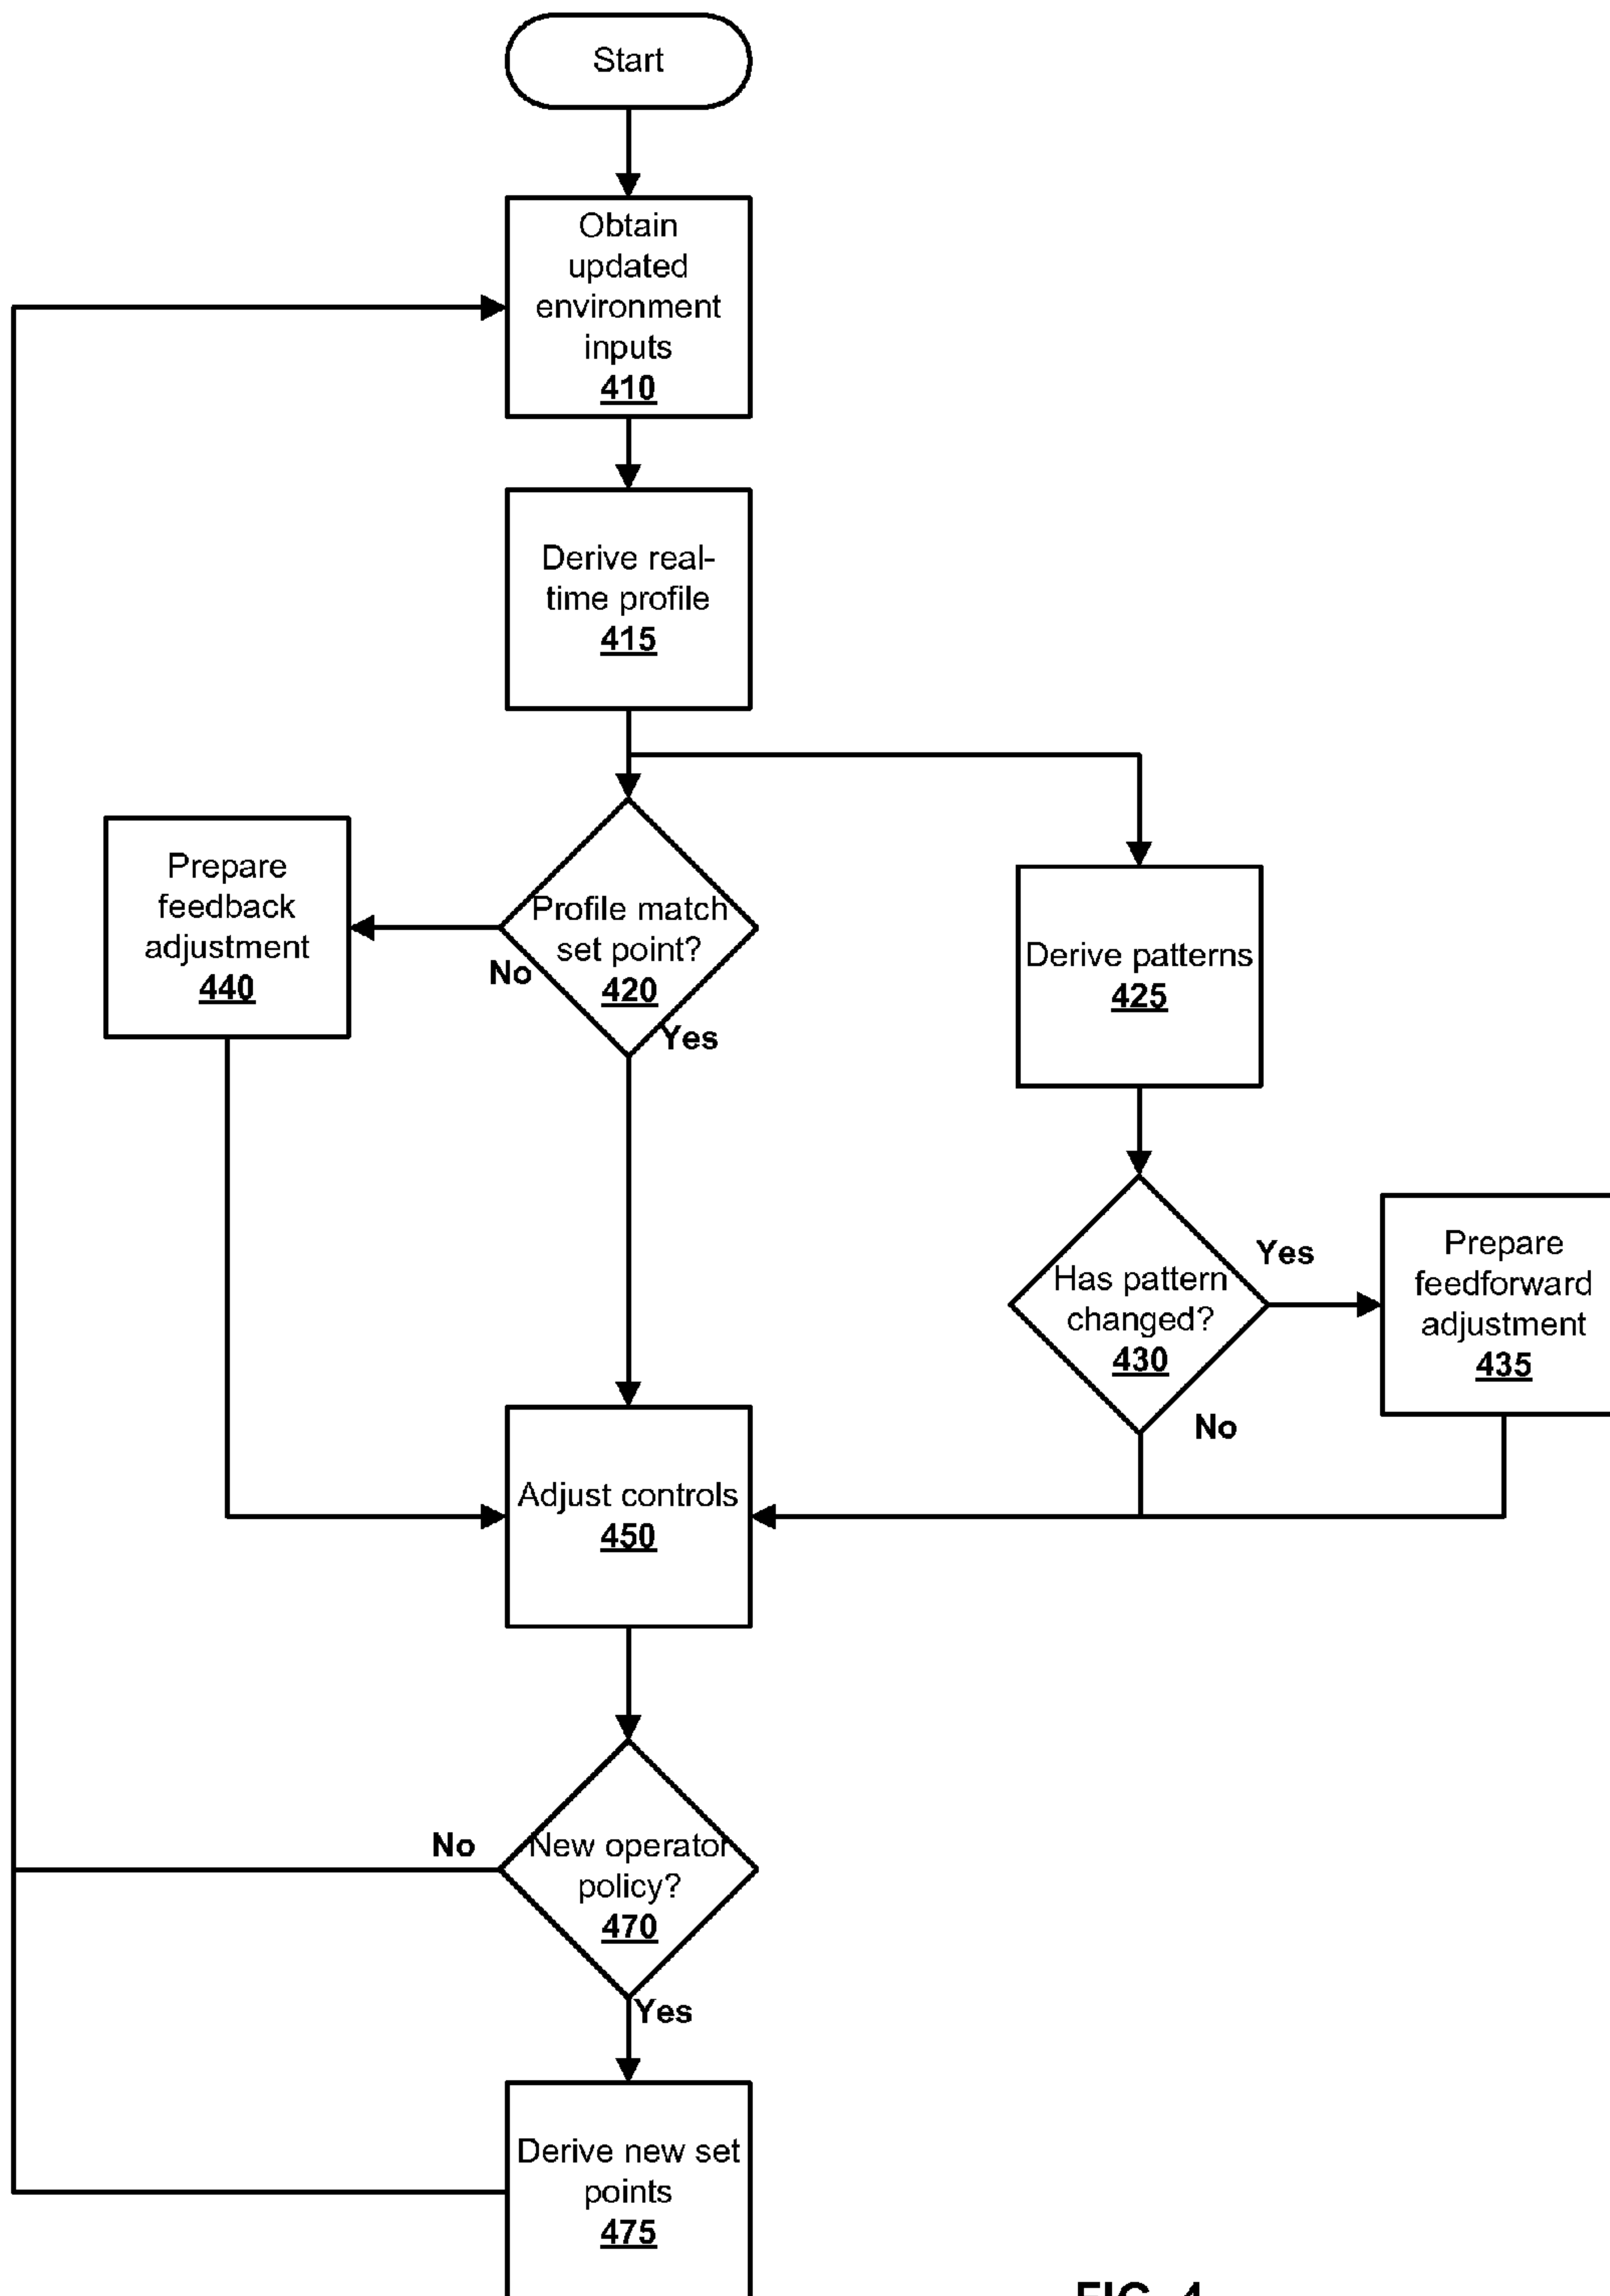 Start
Obtain
updated
environment
inputs
410
Derive real-
time profile
415
Prepare
feedback
adjustment
440
Profile match
set point?
420
No
Yes
Derive patterns
425
Has pattern
changed?
430
Yes
No
Prepare
feedforward
adjustment
435
Adjust controls
450
New operator
policy?
470
No
Yes
Derive new set
points
475
FIG. 4